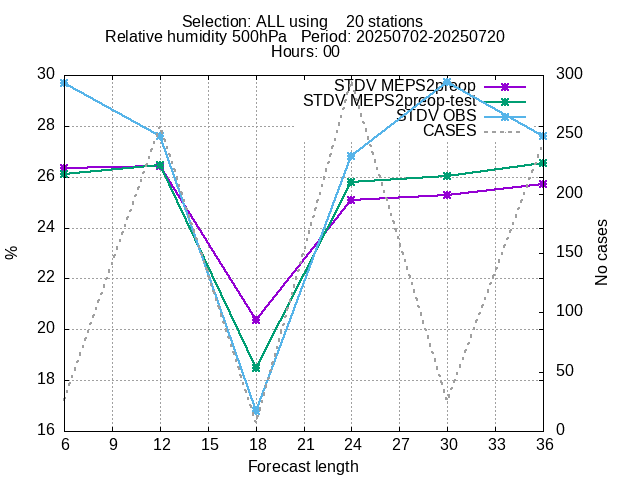 Selection: ALL using 20 stations
Relative humidity 500hPa Period: 20250702-20250720
Hours: 00
STDV MEPS2preop
STDV MEPS2preop-test
STDV OBS
CASES
%
30
28
26
24
22
20
18
16
300
250
200
150
100
50
0
No cases
6 9 12 15 18 21 24 27 30 33 36
Forecast length